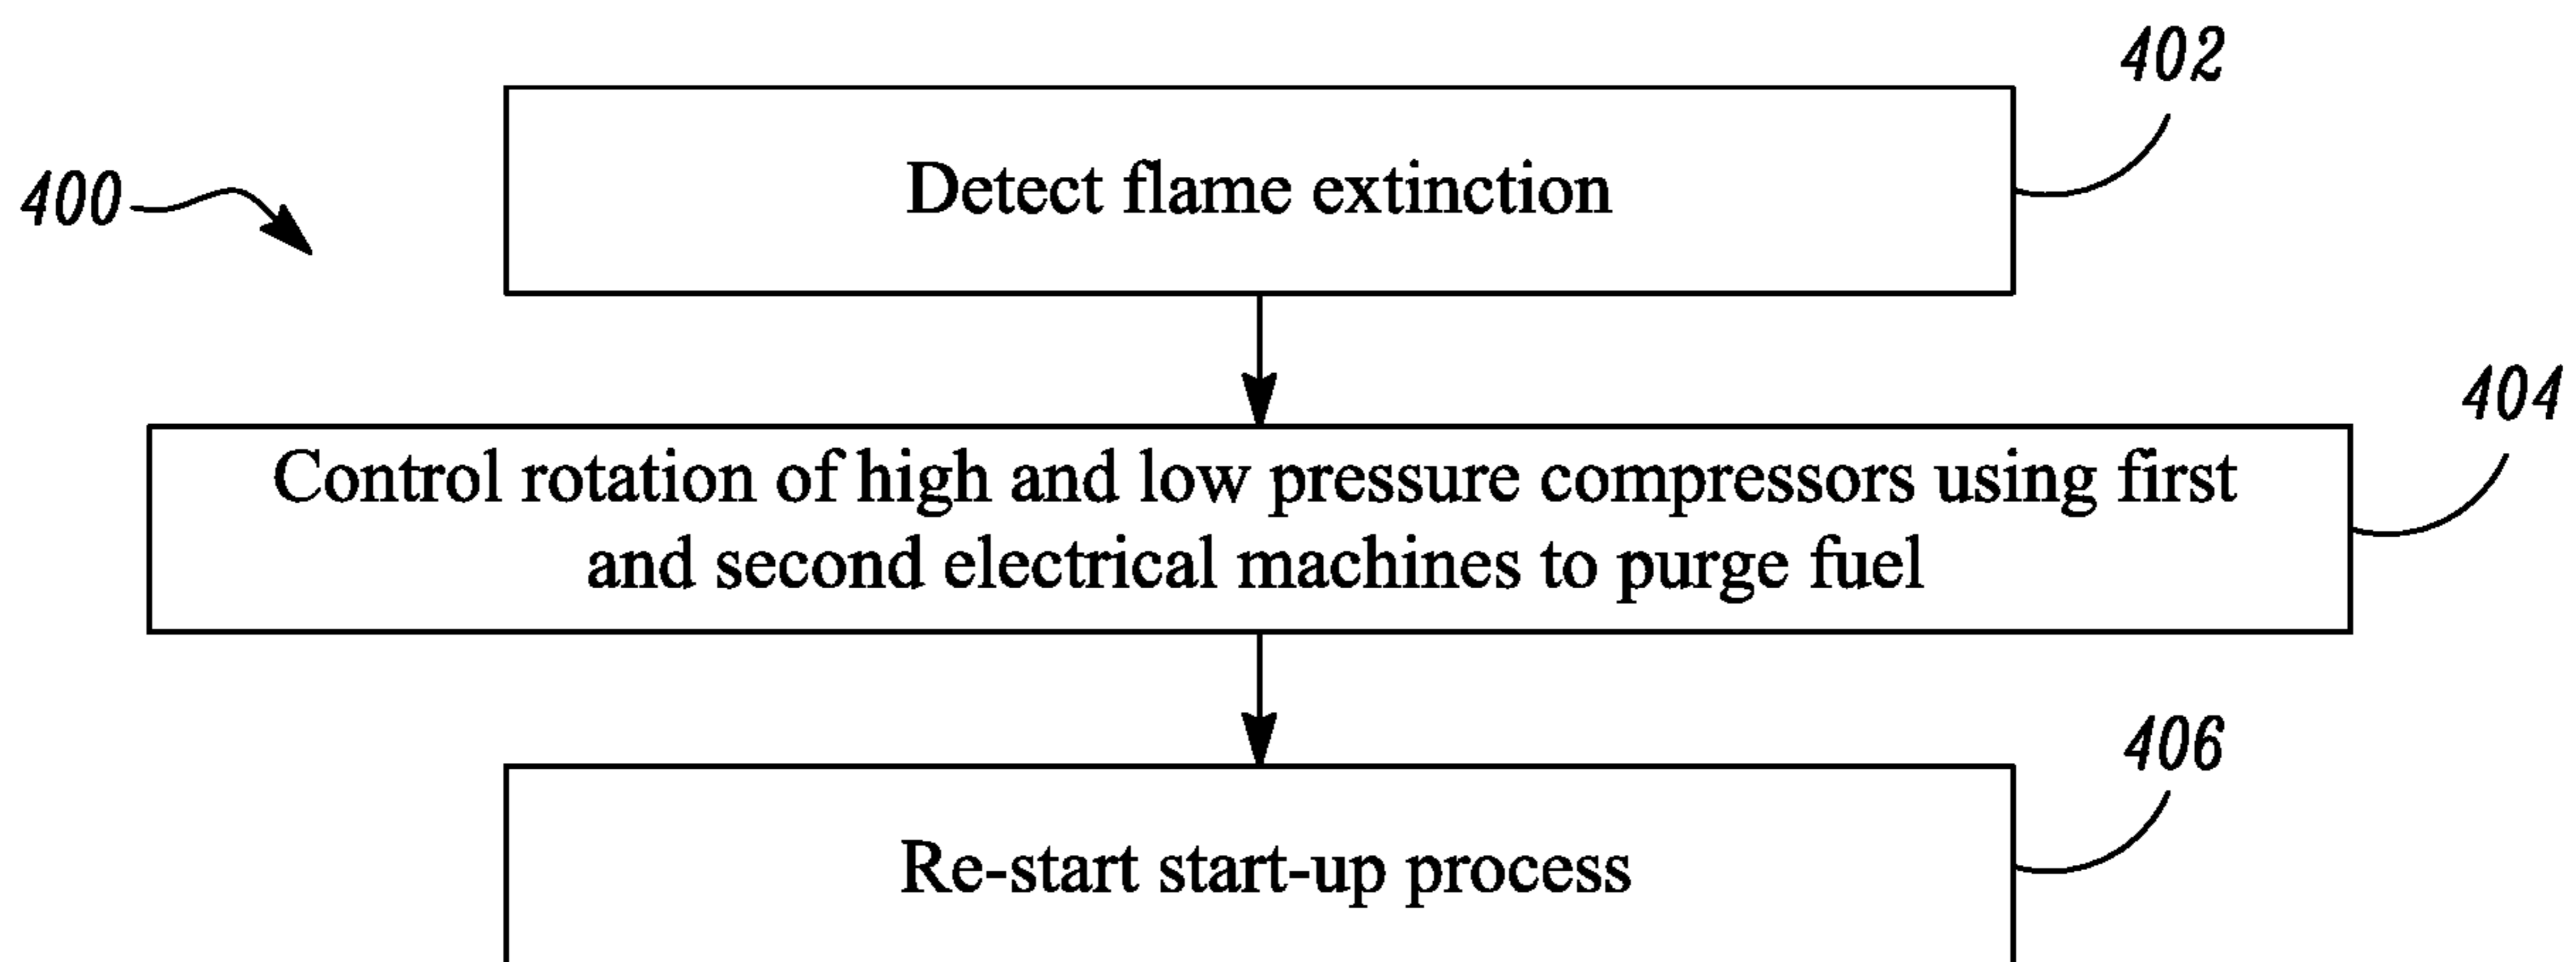 402
400
Detect flame extinction
404
Control rotation of high and low pressure compressors using first
and second electrical machines to purge fuel
406
Re-start start-up process